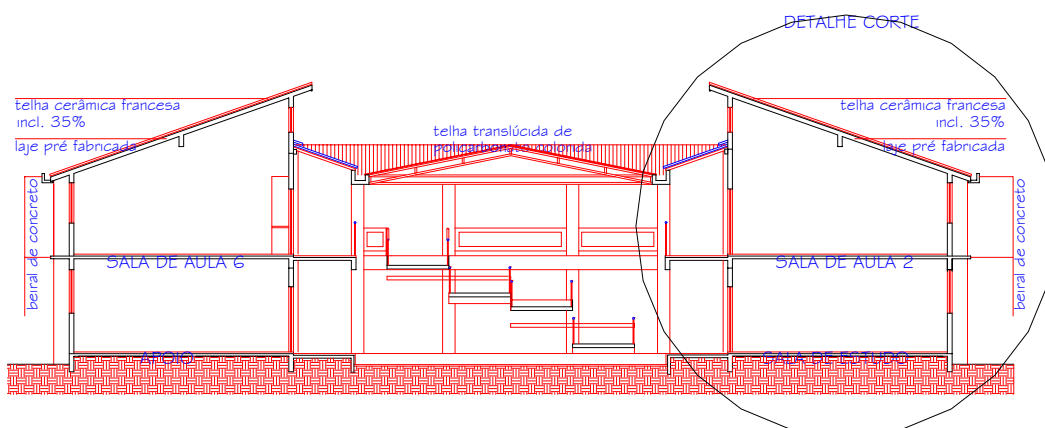 DETALHE CORTE
telha cerâmica francesa
incl. 35%
laje pré fabricada
telha translúcida de
policarbonato colorida
telha cerâmica francesa
incl. 35%
laje pré fabricada
beiral de concreto
SALA DE AULA 6
SALA DE AULA 2
beiral de concreto
APOIO
SALA DE ESTUDO